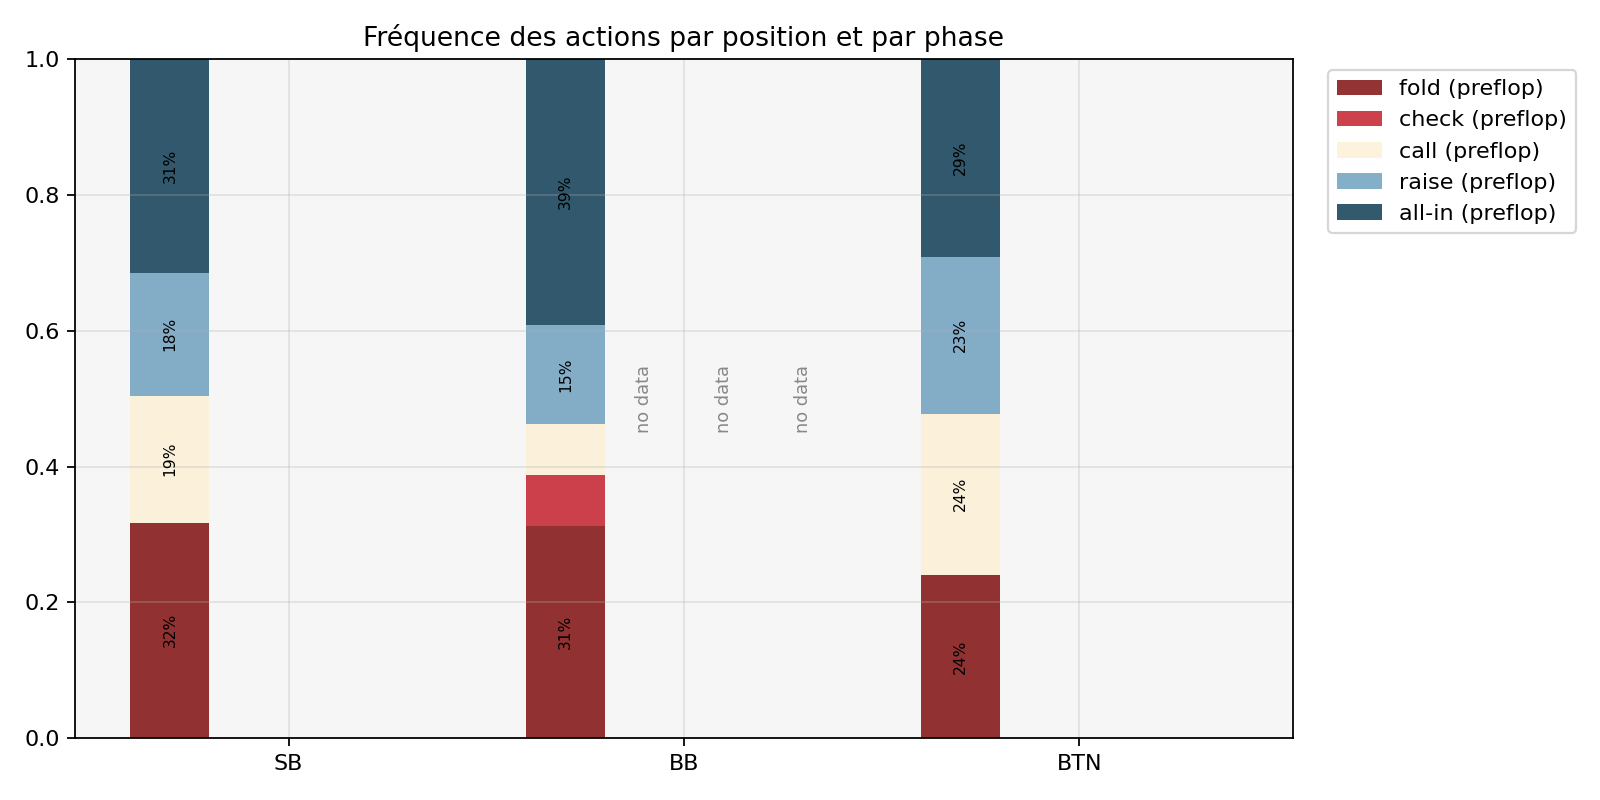 Fréquence des actions par position et par phase
1.0
0.8
0.6
0.4
0.2
0.0
31%
18%
19%
32%
39%
15%
31%
no data
no data
no data
29%
23%
24%
24%
SB
BB
BTN
fold (preflop)
check (preflop)
call (preflop)
raise (preflop)
all-in (preflop)